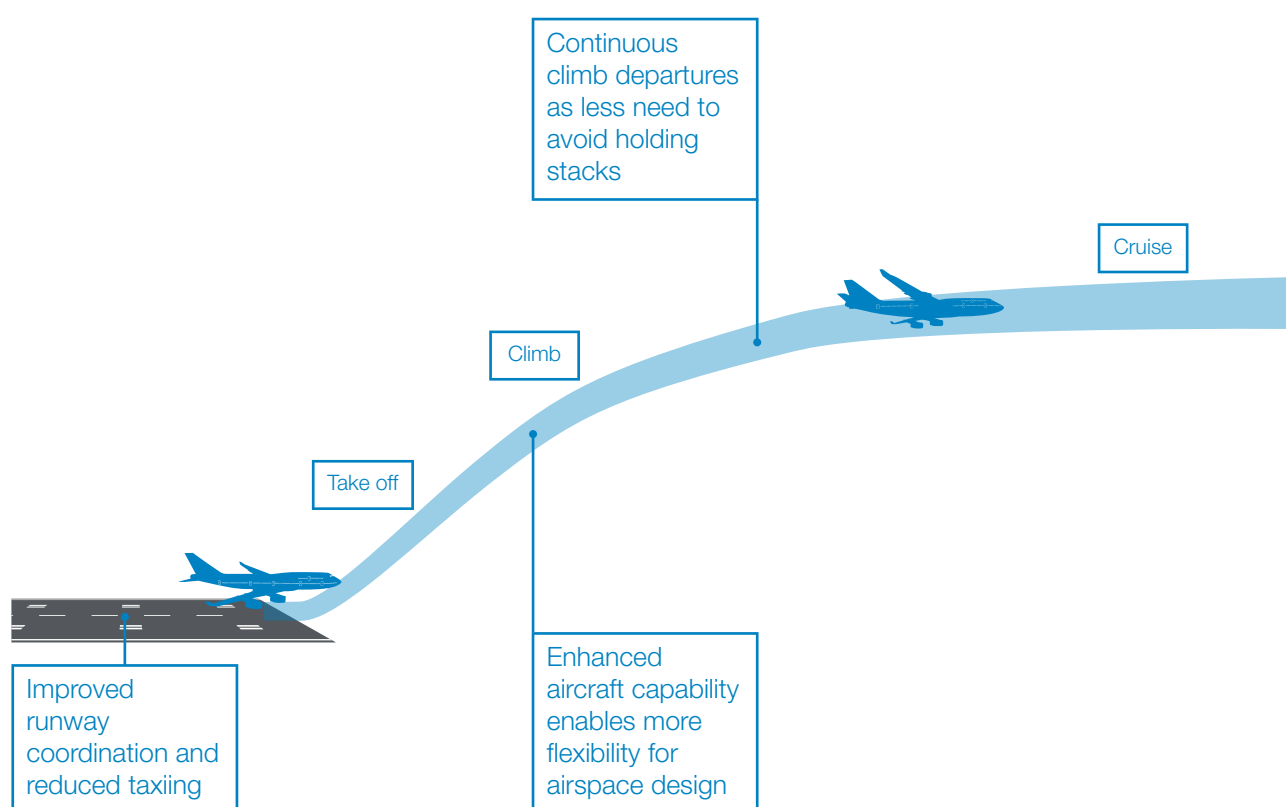 Continuous
climb departures
as less need to
avoid holding
stacks
Cruise
Climb
Take off
Improved
runway
coordination and
reduced taxiing
Enhanced
aircraft capability
enables more
flexibility for
airspace design